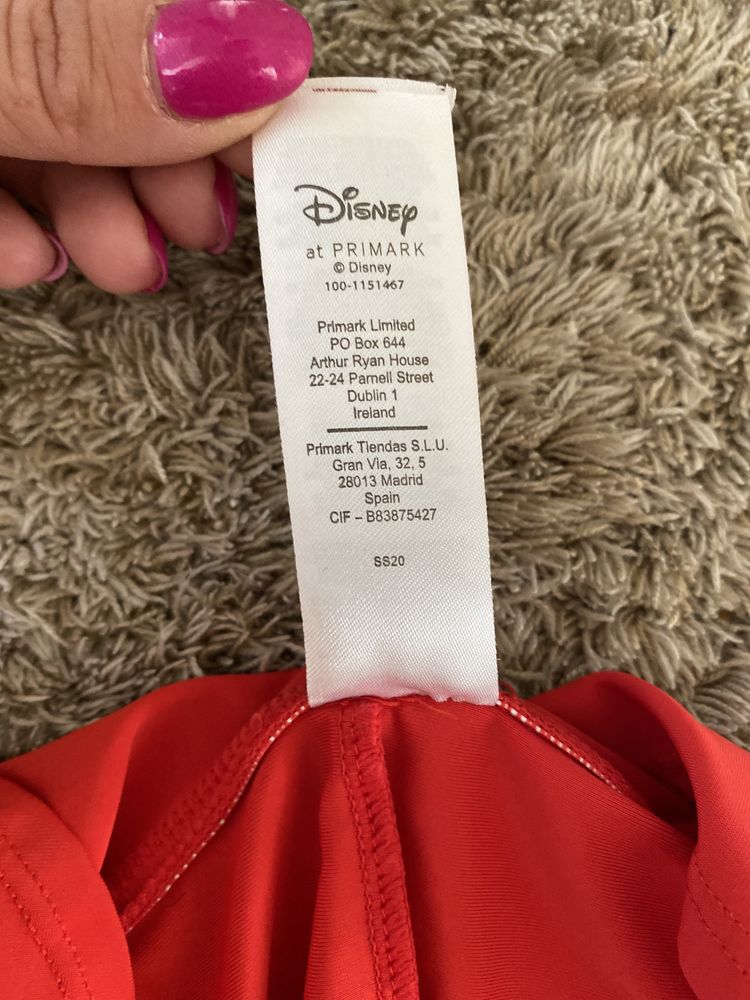 Disney
at PRIMARK
© Disney
100-1151467
Primark Limited
PO Box 644
Arthur Ryan House
22-24 Parnell Street
Dublin 1
Ireland
Primark Tiendas S.L.U.
Gran Via, 32, 5
28013 Madrid
Spain
CIF – B83875427
SS20